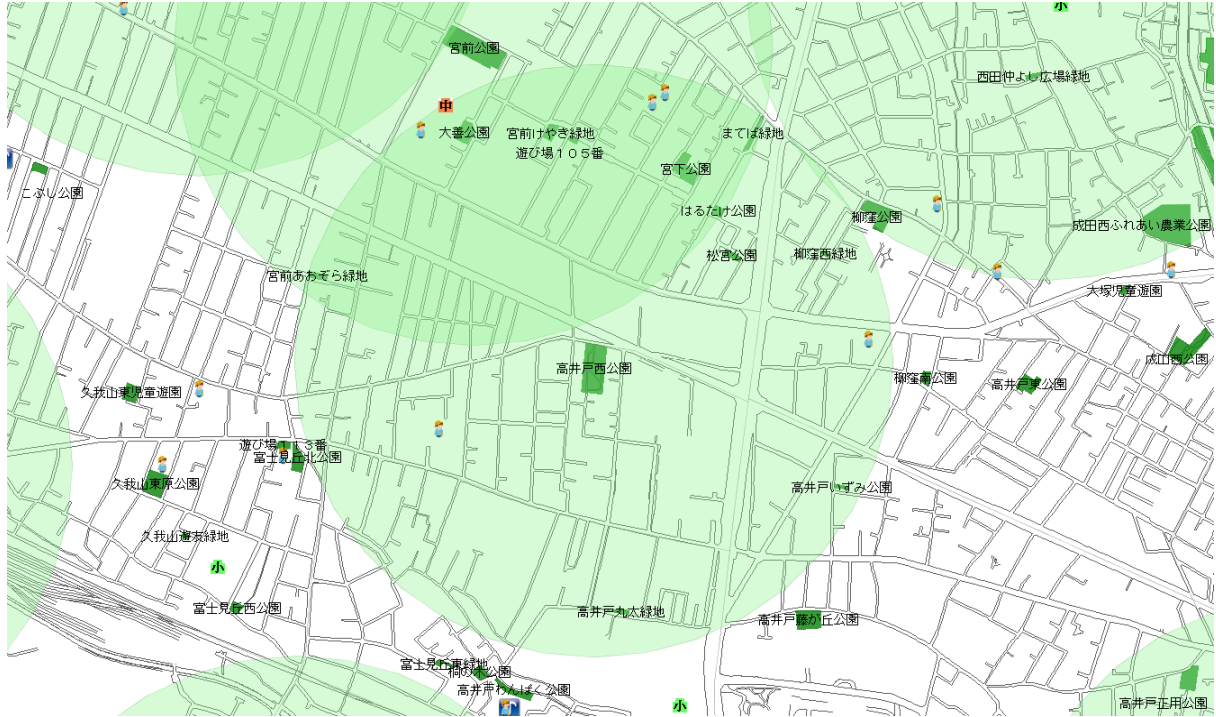 小
宮前公園
西田仲よし広場緑地
中
大善公園
宮前けやき緑地
まてば緑地
遊び場105番
宮下公園
こぶし公園
はるたけ公園
柳窪公園
成田西ふれあい農業公園
松宮公園
柳窪西緑地
宮前あおぞら緑地
大塚児童遊園
成田西公園
高井戸西公園
柳窪南公園
高井戸東公園
久我山東児童遊園
遊び場113番
富士見丘北公園
久我山東原公園
高井戸いずみ公園
久我山遊友緑地
小
富士見丘西公園
高井戸丸太緑地
高井戸藤が丘公園
富士見丘東緑地
桐の木公園
高井戸わんぱく公園
高井戸正用公園
小